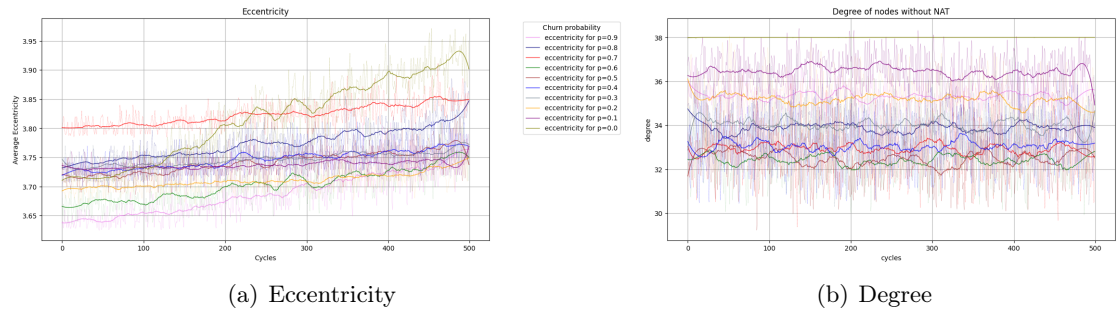 Eccentricity
3.95
3.90
3.85
3.80
3.75
3.70
3.65
Average Eccentricity
0
100
200
300
400
500
Cycles
Churn probability
eccentricity for p=0.9
eccentricity for p=0.8
eccentricity for p=0.7
eccentricity for p=0.6
eccentricity for p=0.5
eccentricity for p=0.4
eccentricity for p=0.3
eccentricity for p=0.2
eccentricity for p=0.1
eccentricity for p=0.0
Degree of nodes without NAT
38
36
34
32
30
degree
0
100
200
300
400
500
cycles
(a) Eccentricity
(b) Degree